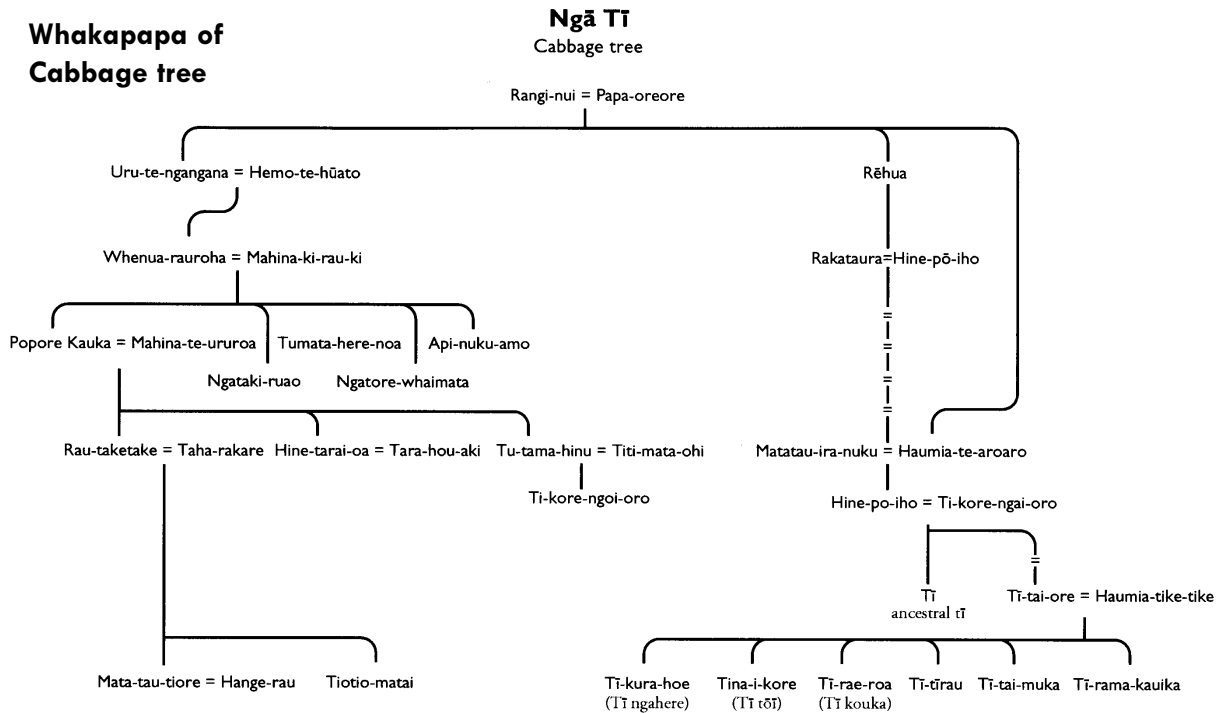 Whakapapa of
Cabbage tree
Ngā Tī
Cabbage tree
Rangi-nui = Papa-oreore
Uru-te-ngangana = Hemo-te-hūato
Rēhua
Whenua-rauroha = Mahina-ki-rau-ki
Rakataura=Hine-pō-iho
=
=
Popore Kauka = Mahina-te-ururoa
Tumata-here-noa
Api-nuku-amo
Ngataki-ruao
Ngatore-whaimata
=
=
Rau-taketake = Taha-rakare
Hine-tarai-oa = Tara-hou-aki
Tu-tama-hinu = Titi-mata-ohi
Matatau-ira-nuku = Haumia-te-aroaro
Ti-kore-ngoi-oro
Hine-po-iho = Ti-kore-ngai-oro
=
Tī
ancestral tī
Tī-tai-ore = Haumia-tike-tike
Mata-tau-tiore = Hange-rau
Tiotio-matai
Tī-kura-hoe
(Tī ngahere)
Tina-i-kore
(Tī tōī)
Tī-rae-roa
(Tī kouka)
Tī-tīrau
Tī-tai-muka
Tī-rama-kauika